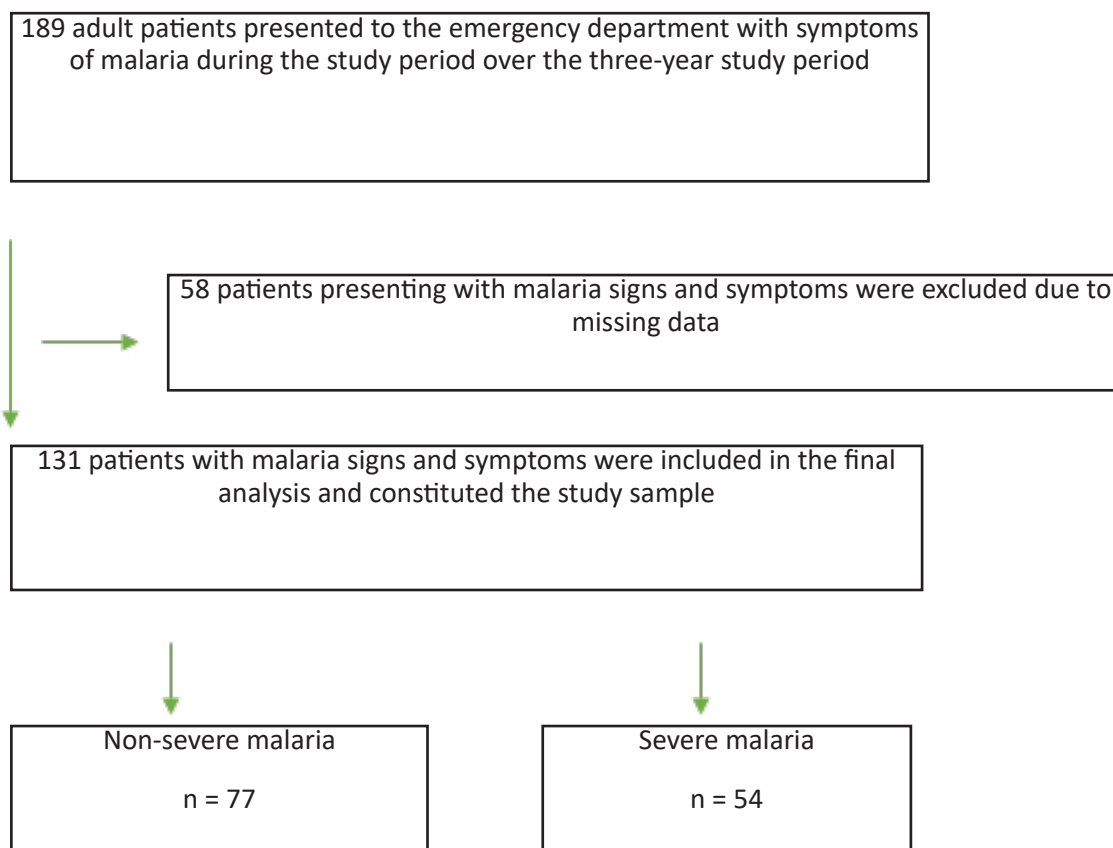 189 adult patients presented to the emergency department with symptoms
of malaria during the study period over the three-year study period
58 patients presenting with malaria signs and symptoms were excluded due to
missing data
131 patients with malaria signs and symptoms were included in the final
analysis and constituted the study sample
Non-severe malaria
n = 77
Severe malaria
n = 54